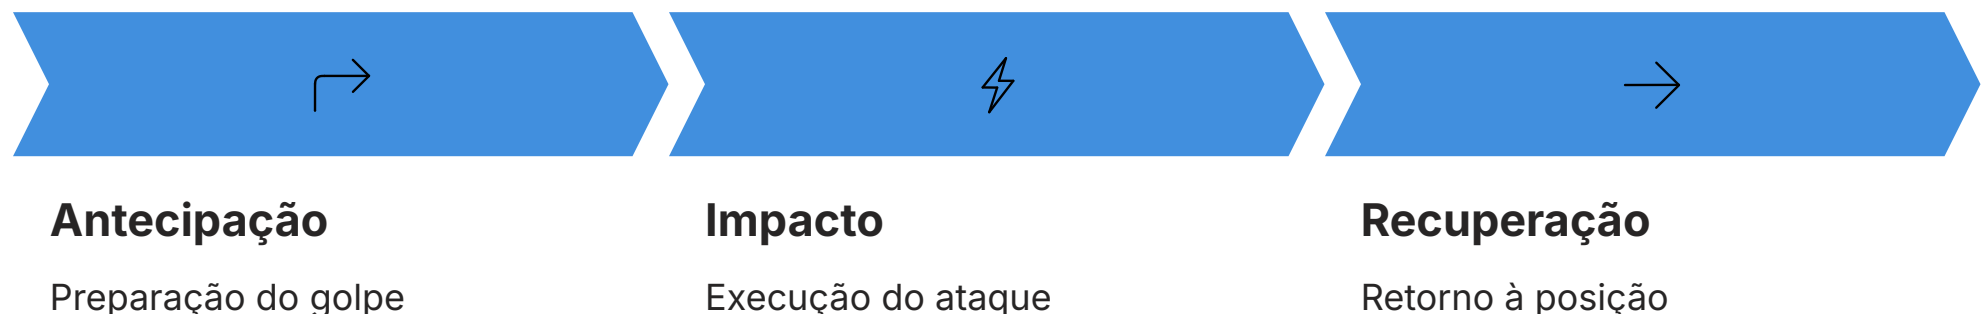 Antecipação
Preparação do golpe
Impacto
Execução do ataque
Recuperação
Retorno à posição